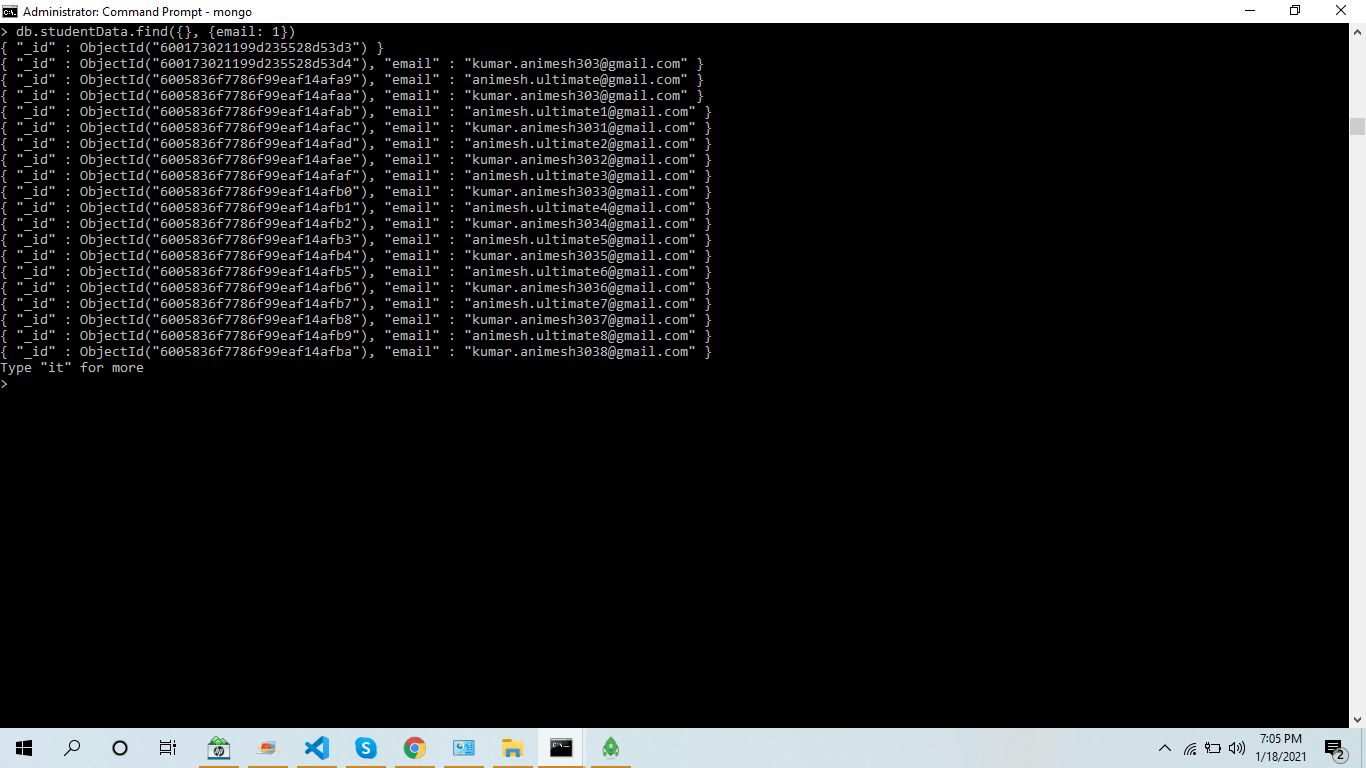 Administrator: Command Prompt - mongo
> db.studentData.find({}, {email: 1})
{ "_id" : ObjectId("600173021199d235528d53d3") }
{ "_id" : ObjectId("600173021199d235528d53d4"), "email" : "kumar.animesh303@gmail.com" }
{ "_id" : ObjectId("6005836f7786f99eaf14afa9"), "email" : "animesh.ultimate@gmail.com" }
{ "_id" : ObjectId("6005836f7786f99eaf14afaa"), "email" : "kumar.animesh303@gmail.com" }
{ "_id" : ObjectId("6005836f7786f99eaf14afab"), "email" : "animesh.ultimate1@gmail.com" }
{ "_id" : ObjectId("6005836f7786f99eaf14afac"), "email" : "kumar.animesh3031@gmail.com" }
{ "_id" : ObjectId("6005836f7786f99eaf14afad"), "email" : "animesh.ultimate2@gmail.com" }
{ "_id" : ObjectId("6005836f7786f99eaf14afae"), "email" : "kumar.animesh3032@gmail.com" }
{ "_id" : ObjectId("6005836f7786f99eaf14afaf"), "email" : "animesh.ultimate3@gmail.com" }
{ "_id" : ObjectId("6005836f7786f99eaf14afb0"), "email" : "kumar.animesh3033@gmail.com" }
{ "_id" : ObjectId("6005836f7786f99eaf14afb1"), "email" : "animesh.ultimate4@gmail.com" }
{ "_id" : ObjectId("6005836f7786f99eaf14afb2"), "email" : "kumar.animesh3034@gmail.com" }
{ "_id" : ObjectId("6005836f7786f99eaf14afb3"), "email" : "animesh.ultimate5@gmail.com" }
{ "_id" : ObjectId("6005836f7786f99eaf14afb4"), "email" : "kumar.animesh3035@gmail.com" }
{ "_id" : ObjectId("6005836f7786f99eaf14afb5"), "email" : "animesh.ultimate6@gmail.com" }
{ "_id" : ObjectId("6005836f7786f99eaf14afb6"), "email" : "kumar.animesh3036@gmail.com" }
{ "_id" : ObjectId("6005836f7786f99eaf14afb7"), "email" : "animesh.ultimate7@gmail.com" }
{ "_id" : ObjectId("6005836f7786f99eaf14afb8"), "email" : "kumar.animesh3037@gmail.com" }
{ "_id" : ObjectId("6005836f7786f99eaf14afb9"), "email" : "animesh.ultimate8@gmail.com" }
{ "_id" : ObjectId("6005836f7786f99eaf14afba"), "email" : "kumar.animesh3038@gmail.com" }
Type "it" for more
>
7:05 PM
1/18/2021
2